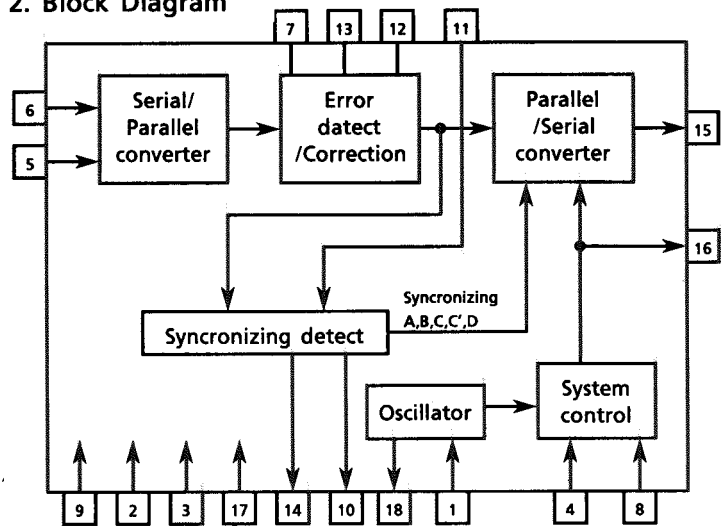 2. Block Diagram
7 13 12 11
6
5
Serial/
Parallel
converter
Error
datect
/Correction
Parallel
/Serial
converter
15
16
Syncronizing
A,B,C,C',D
Syncronizing detect
Oscillator
System
control
9 2 3 17 14 10 18 1 4 8